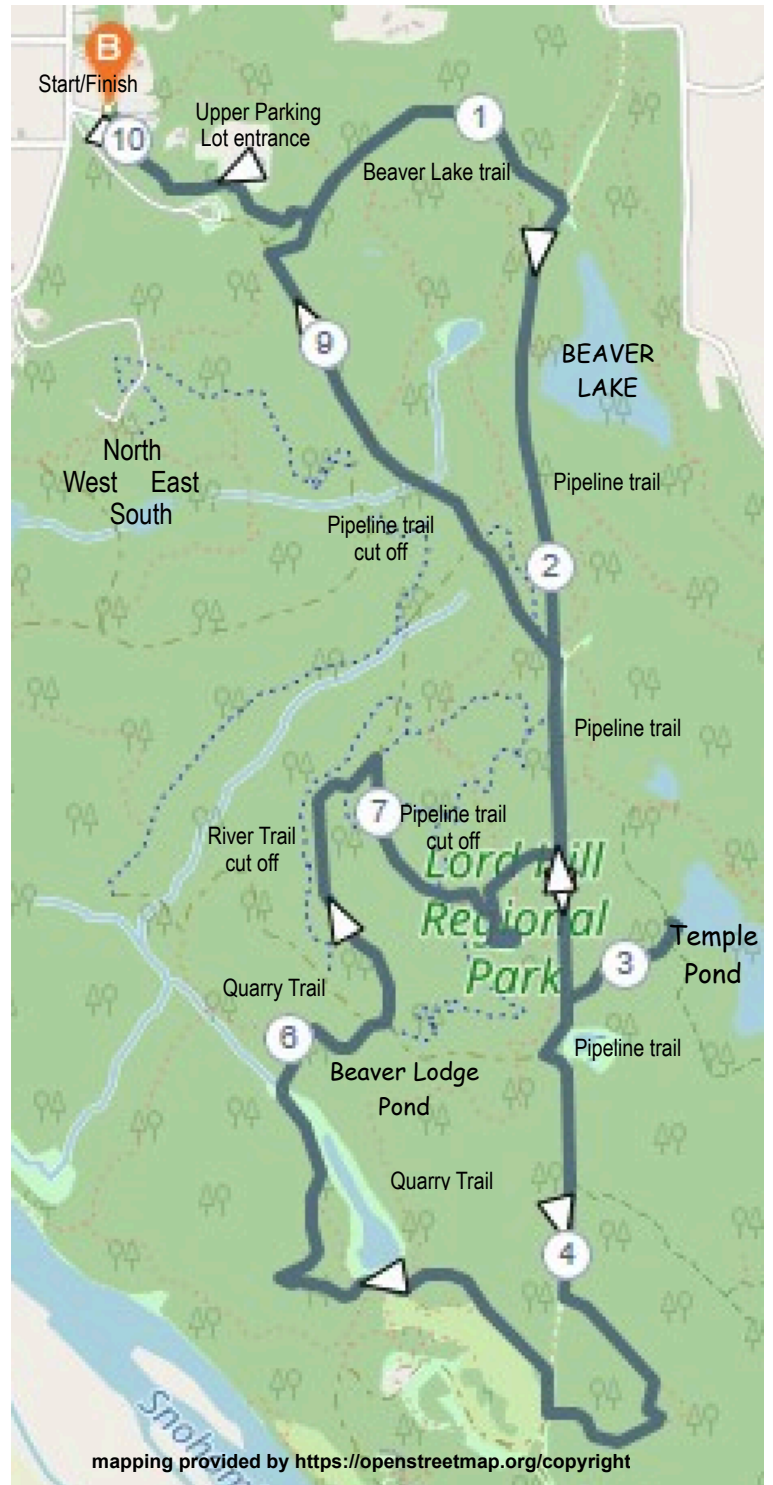 B
Start/Finish
10
Upper Parking
Lot entrance
1
Beaver Lake trail
9
BEAVER
LAKE
North
West East
South
Pipeline trail
Pipeline trail
cut off
2
Pipeline trail
7
Pipeline trail
cut off
River Trail
cut off
Lord Hill
Regional
Park
Temple
Pond
3
Quarry Trail
6
Pipeline trail
Beaver Lodge
Pond
Quarry Trail
4
mapping provided by https://openstreetmap.org/copyright